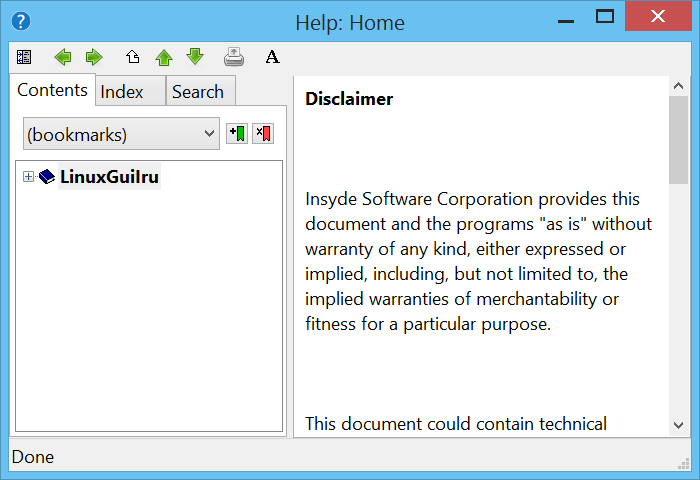 Help: Home
A
Contents
Index
Search
(bookmarks)
LinuxGuiIru
Disclaimer
Insyde Software Corporation provides this
document and the programs "as is" without
warranty of any kind, either expressed or
implied, including, but not limited to, the
implied warranties of merchantability or
fitness for a particular purpose.
This document could contain technical
Done